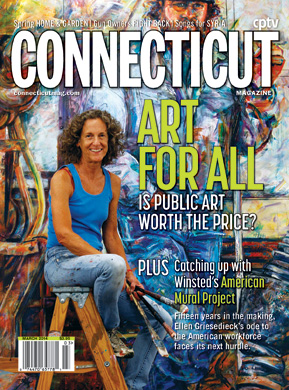 Spring HOME & GARDEN | Gun Owners FIGHT BACK | Songs for SYRIA
cptv
CONNECTICUT
connecticutmag.com
MAGAZINE
ART
FOR ALL
IS PUBLIC ART
WORTH THE PRICE?
PLUS Catching up with
Winsted's American
Mural Project
Fifteen years in the making,
Ellen Griesedieck's ode to
the American workforce
faces its next hurdle.